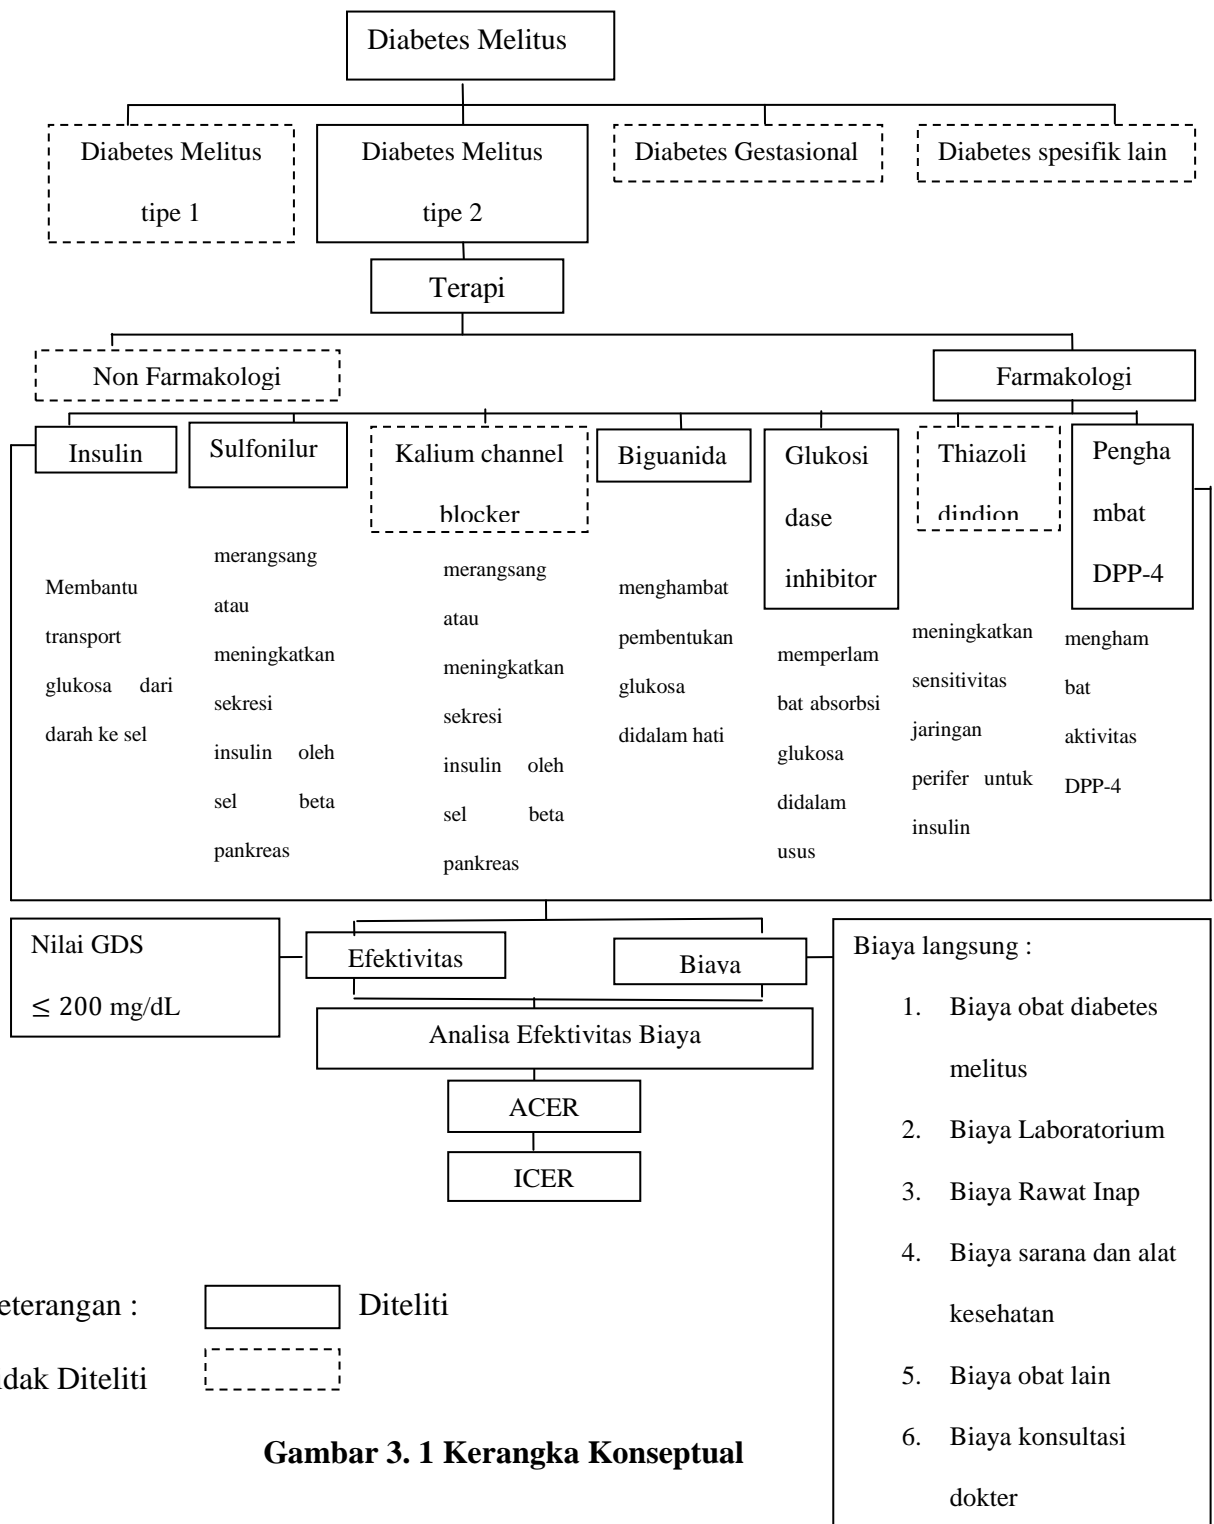 Diabetes Melitus
Diabetes Melitus
tipe 1
Diabetes Melitus
tipe 2
Diabetes Gestasional
Diabetes spesifik lain
Terapi
Non Farmakologi
Farmakologi
Insulin
Sulfonilur
Kalium channel
blocker
Biguanida
Glukosi
dase
inhibitor
Thiazoli
dindion
Pengha
mbat
DPP-4
Membantu
transport
glukosa dari
darah ke sel
merangsang
atau
meningkatkan
sekresi
insulin oleh
sel beta
pankreas
merangsang
atau
meningkatkan
sekresi
insulin oleh
sel beta
pankreas
menghambat
pembentukan
glukosa
didalam hati
memperlam
bat absorbsi
glukosa
didalam
usus
meningkatkan
sensitivitas
jaringan
perifer untuk
insulin
mengham
bat
aktivitas
DPP-4
Nilai GDS
≤ 200 mg/dL
Efektivitas
Biaya
Biaya langsung :
1. Biaya obat diabetes
melitus
2. Biaya Laboratorium
3. Biaya Rawat Inap
4. Biaya sarana dan alat
kesehatan
5. Biaya obat lain
6. Biaya konsultasi
dokter
Analisa Efektivitas Biaya
ACER
ICER
eterangan :
Diteliti
idak Diteliti
Gambar 3. 1 Kerangka Konseptual